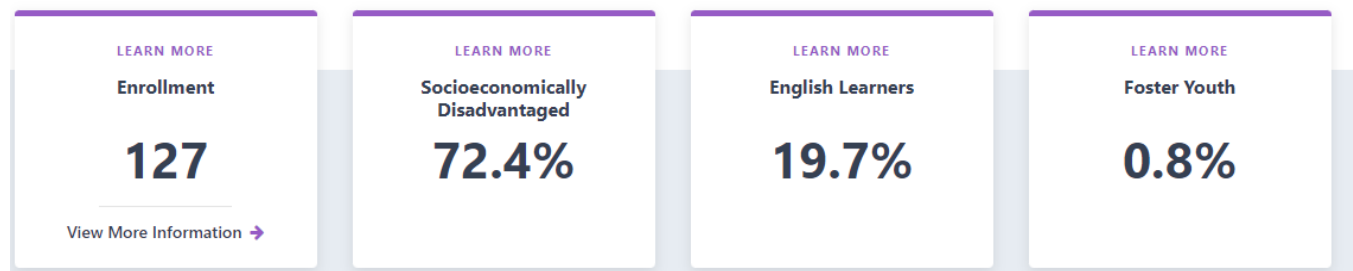 LEARN MORE
Enrollment
127
View More Information
LEARN MORE
Socioeconomically
Disadvantaged
72.4%
LEARN MORE
English Learners
19.7%
LEARN MORE
Foster Youth
0.8%